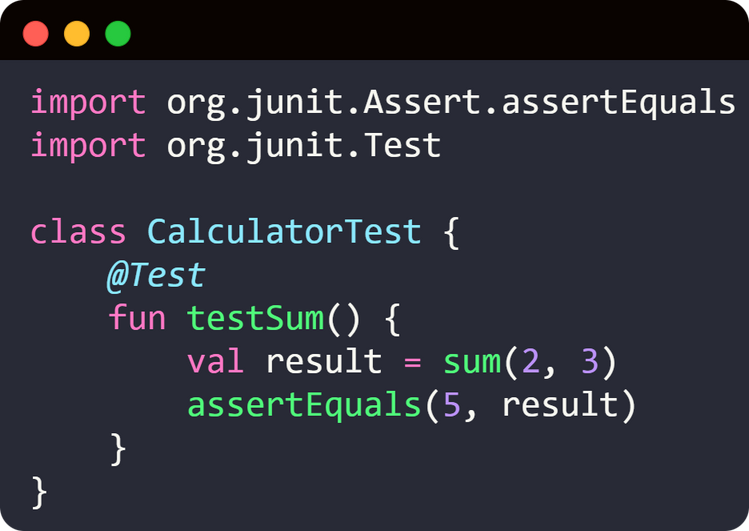 import org.junit.Assert.assertEquals
import org.junit.Test

class CalculatorTest {
    @Test
    fun testSum() {
        val result = sum(2, 3)
        assertEquals(5, result)
    }
}